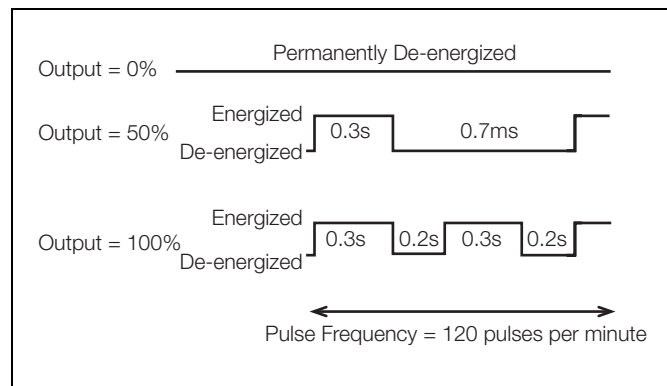 Permanently De-energized
Output = 0%
Energized
Output = 50%
0.3s 0.7ms
De-energized
Energized
Output = 100%
0.3s 0.2s 0.3s 0.2s
De-energized
Pulse Frequency = 120 pulses per minute